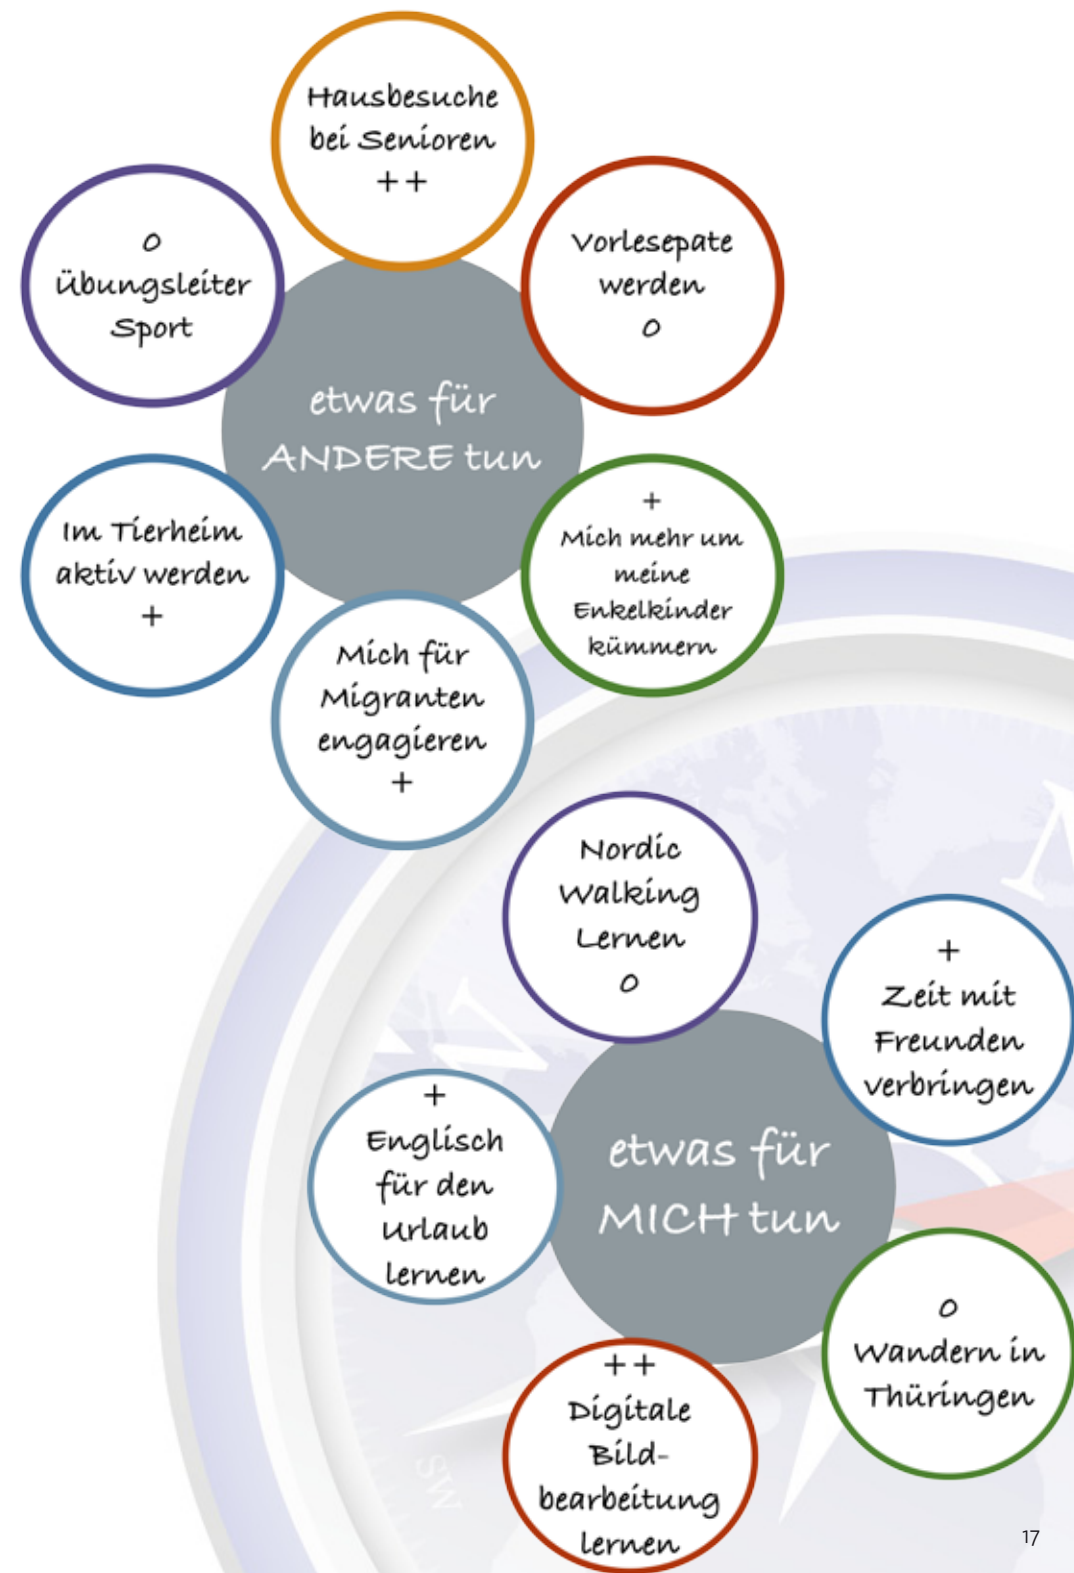 Hausbesuche
bei Senioren
++
Vorlesepate
werden
0
0
Übungsleiter
Sport
etwas für
ANDERE tun
+
Mich mehr um
meine
Enkelkinder
kümmern
Im Tierheim
aktiv werden
+
Mich für
Migranten
engagieren
+
Nordic
Walking
Lernen
0
+
Zeit mit
Freunden
verbringen
+
Englisch
für den
Urlaub
lernen
etwas für
MICH tun
0
Wandern in
Thüringen
++
Digitale
Bild-
bearbeitung
lernen
N
W
SW
17